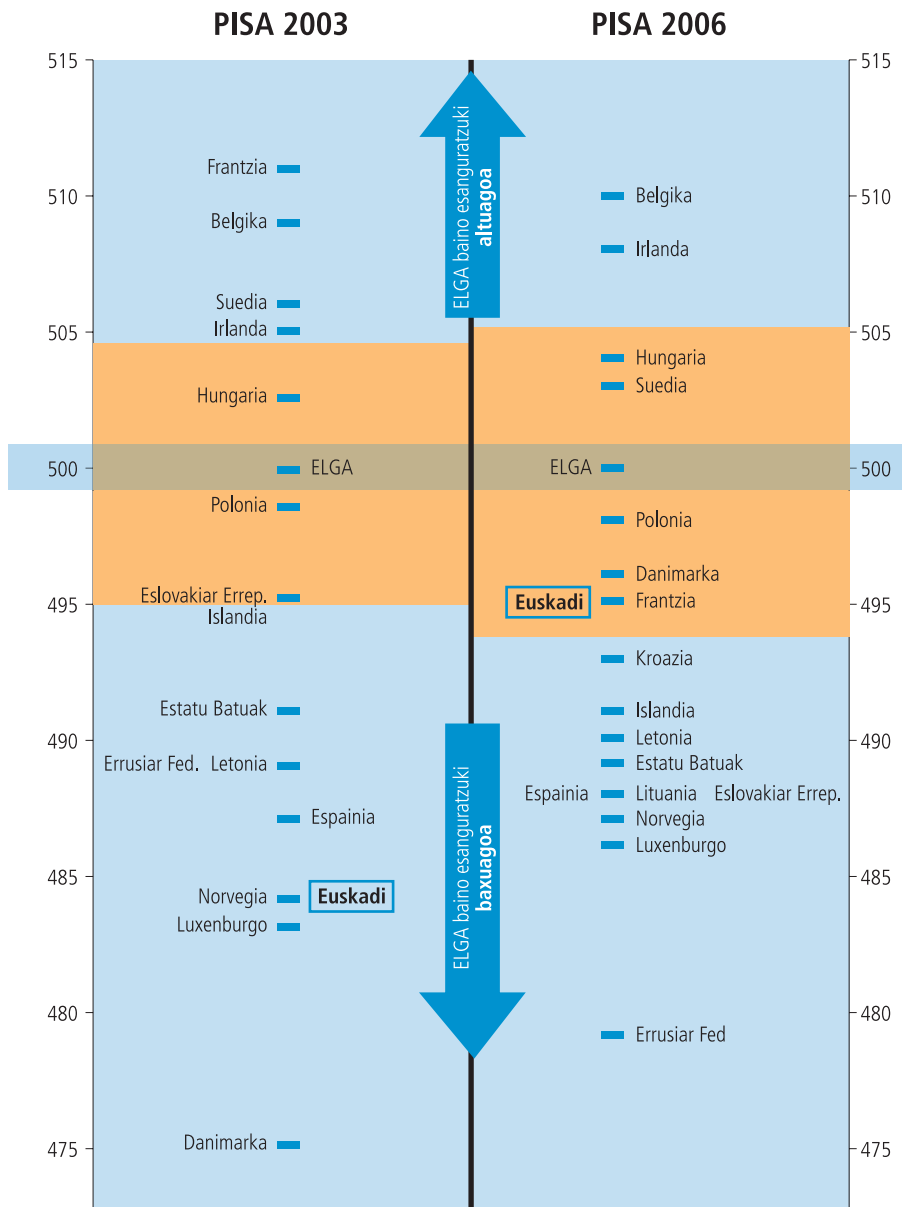 PISA 2003
PISA 2006
515
515
510
510
505
505
500
500
495
495
490
490
485
485
480
480
475
475
Frantzia
Belgika
Suedia
Irlanda
Hungaria
ELGA
Polonia
Eslovakiar Errep.
Islandia
Estatu Batuak
Errusiar Fed. Letonia
Espainia
Norvegia Euskadi
Luxenburgo
Danimarka
ELGA baino esanguratzuki
altuagoa
ELGA baino esanguratzuki
baxuagoa
Belgika
Irlanda
Hungaria
Suedia
ELGA
Polonia
Danimarka
Euskadi Frantzia
Kroazia
Islandia
Letonia
Estatu Batuak
Espainia Lituania Eslovakiar Errep.
Norvegia
Luxenburgo
Errusiar Fed